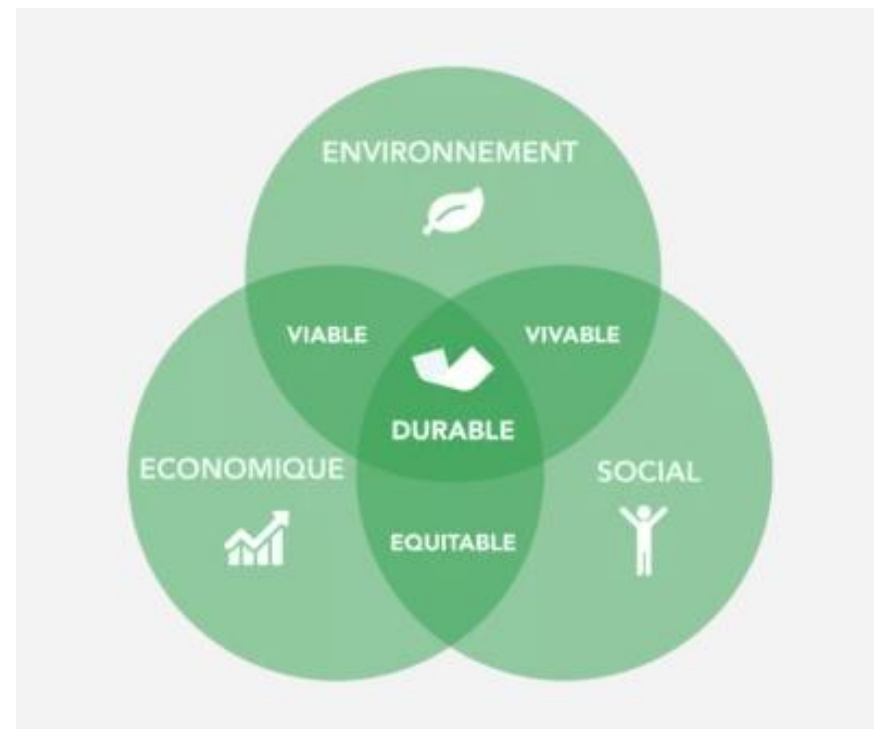 ENVIRONNEMENT
VIABLE
VIVABLE
DURABLE
ECONOMIQUE
SOCIAL
EQUITABLE